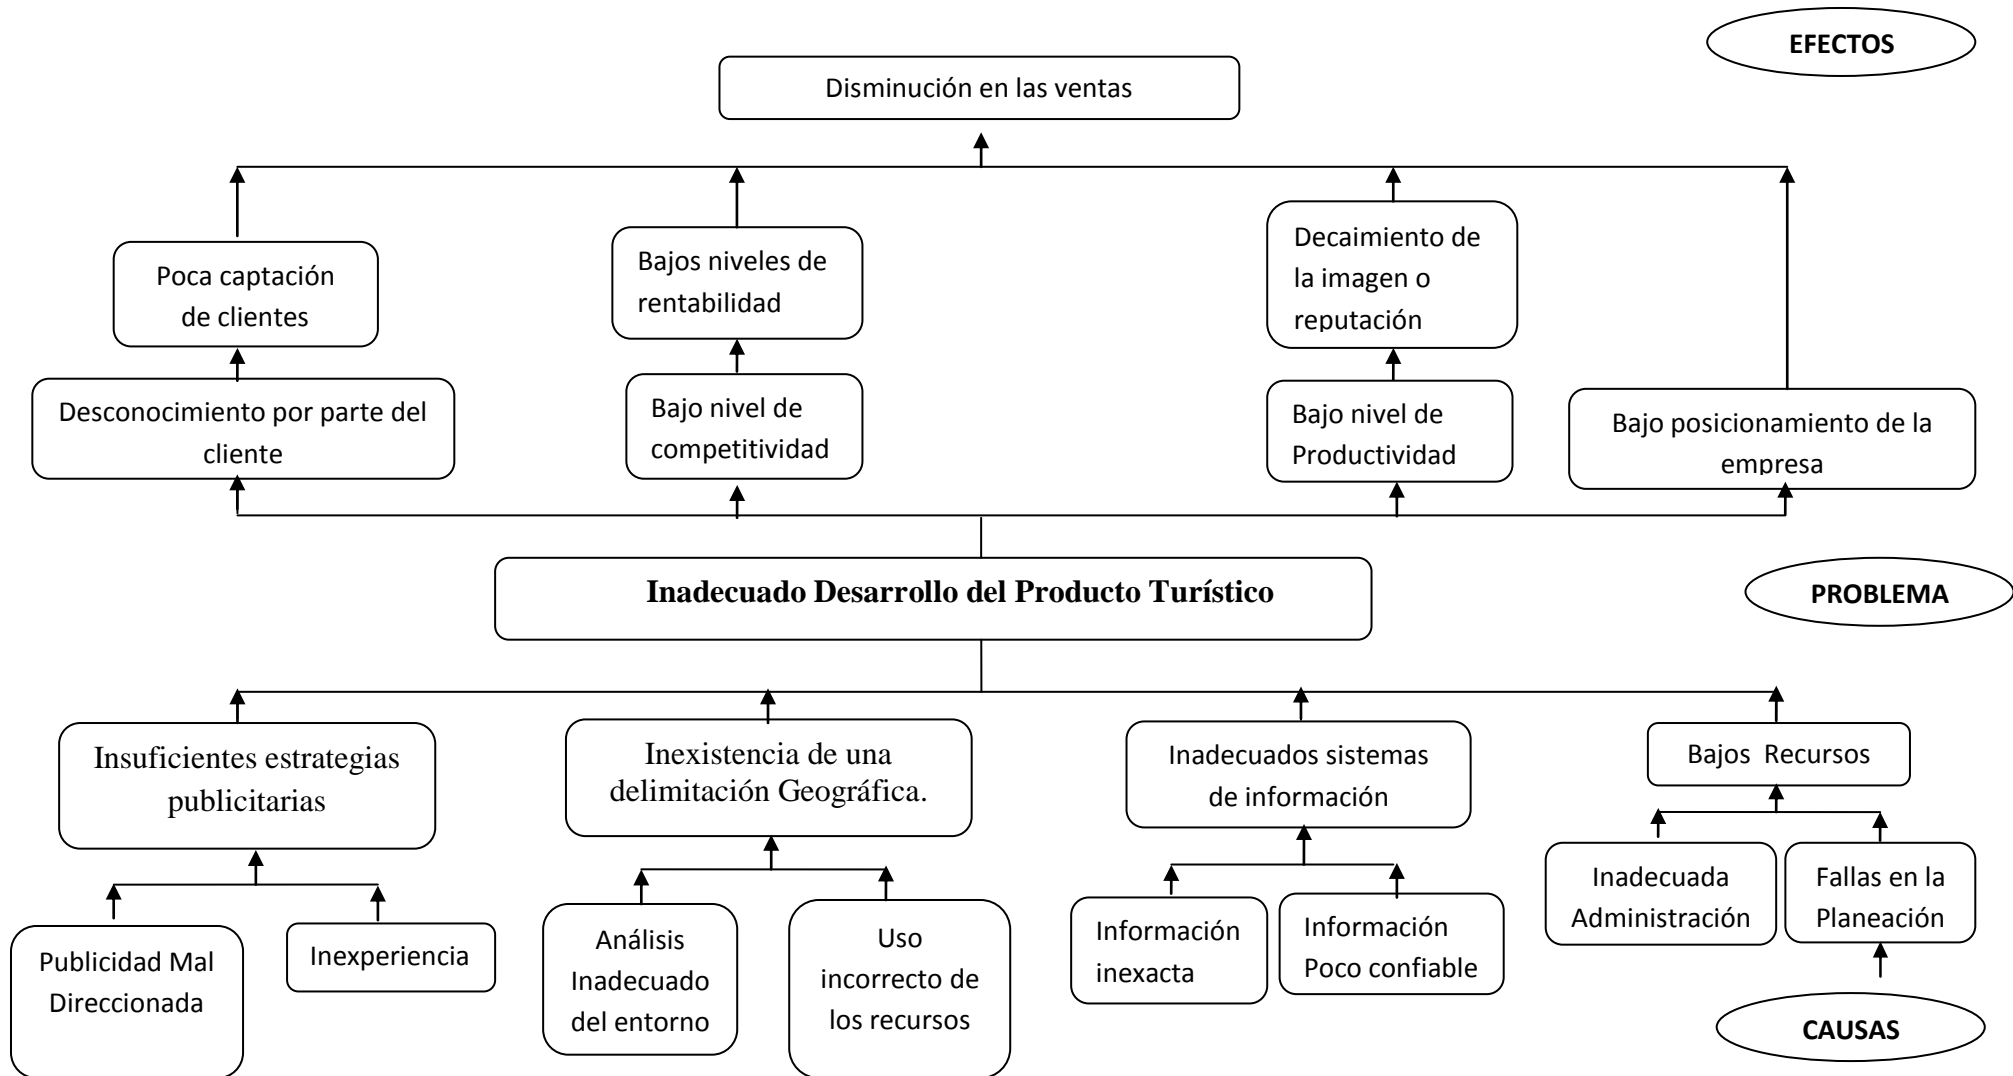 EFECTOS
Disminución en las ventas
Poca captación
de clientes
Bajos niveles de
rentabilidad
Decaimiento de
la imagen o
reputación
Desconocimiento por parte del
cliente
Bajo nivel de
competitividad
Bajo nivel de
Productividad
Bajo posicionamiento de la
empresa
Inadecuado Desarrollo del Producto Turístico
PROBLEMA
Insuficientes estrategias
publicitarias
Inexistencia de una
delimitación Geográfica.
Inadecuados sistemas
de información
Bajos  Recursos
Publicidad Mal
Direccionada
Inexperiencia
Análisis
Inadecuado
del entorno
Uso
incorrecto de
los recursos
Información
inexacta
Información
Poco confiable
Inadecuada
Administración
Fallas en la
Planeación
CAUSAS